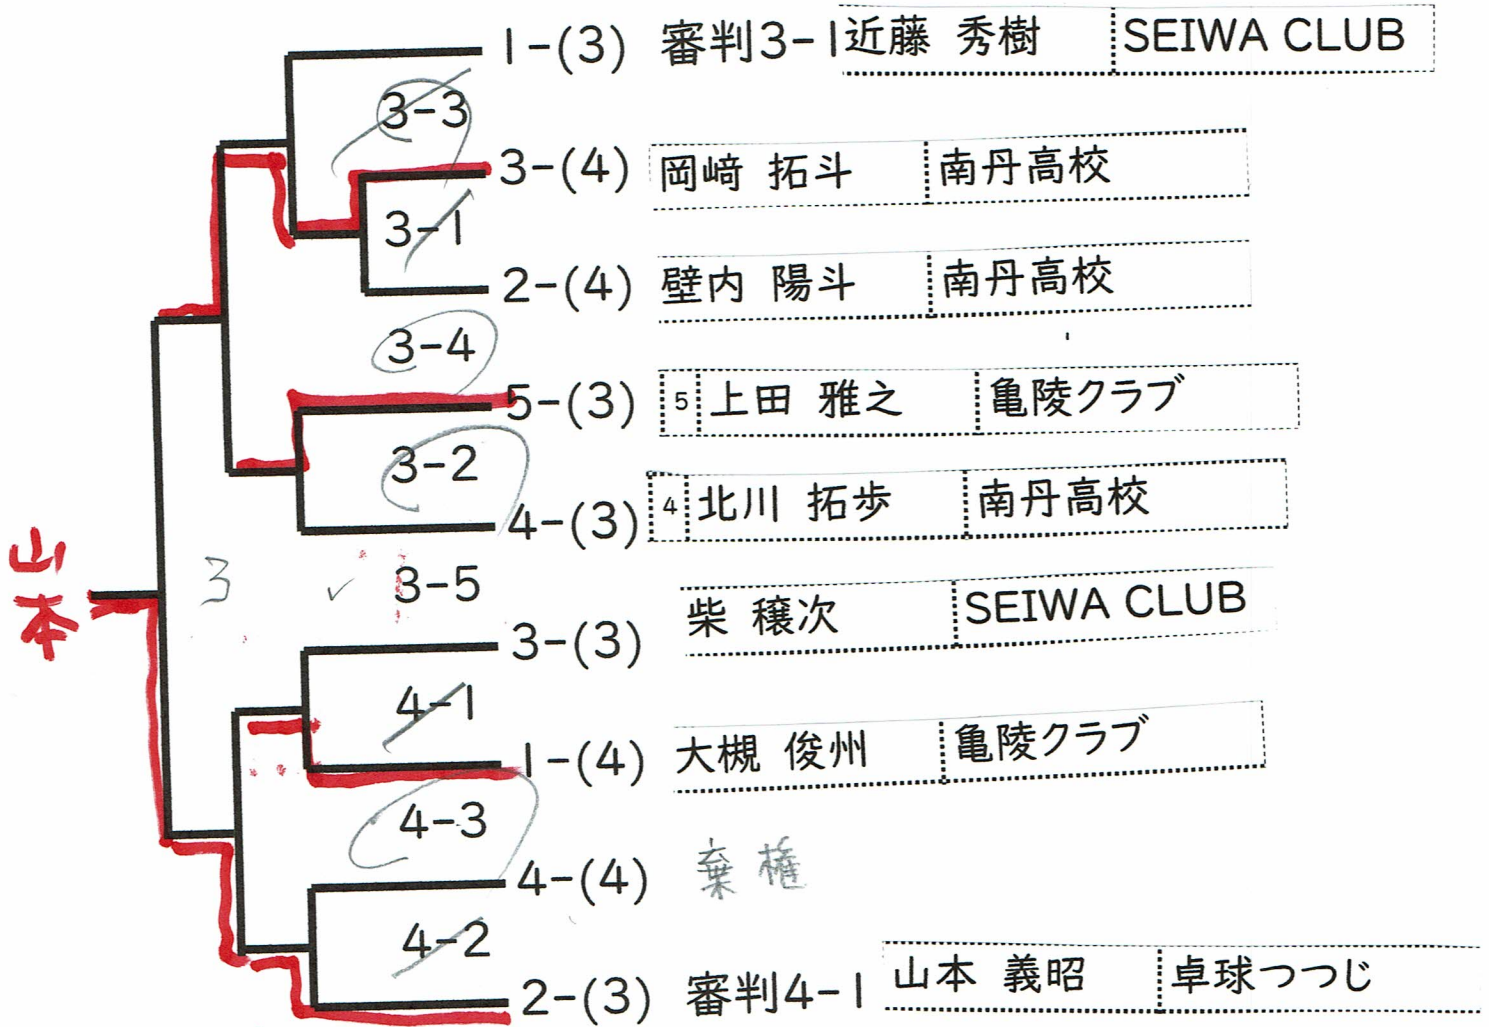 1-(3) 審判3-1 近藤 秀樹 SEIWA CLUB
3-3
3-(4) 岡﨑 拓斗 南丹高校
3-1
2-(4) 壁内 陽斗 南丹高校
3-4
5-(3) 5 上田 雅之 亀陵クラブ
3-2
4-(3) 4 北川 拓歩 南丹高校
山本
3
3-5
3-(3) 柴 穣次 SEIWA CLUB
4-1
1-(4) 大槻 俊州 亀陵クラブ
4-3
4-(4) 棄権
4-2
2-(3) 審判4-1 山本 義昭 卓球つつじ